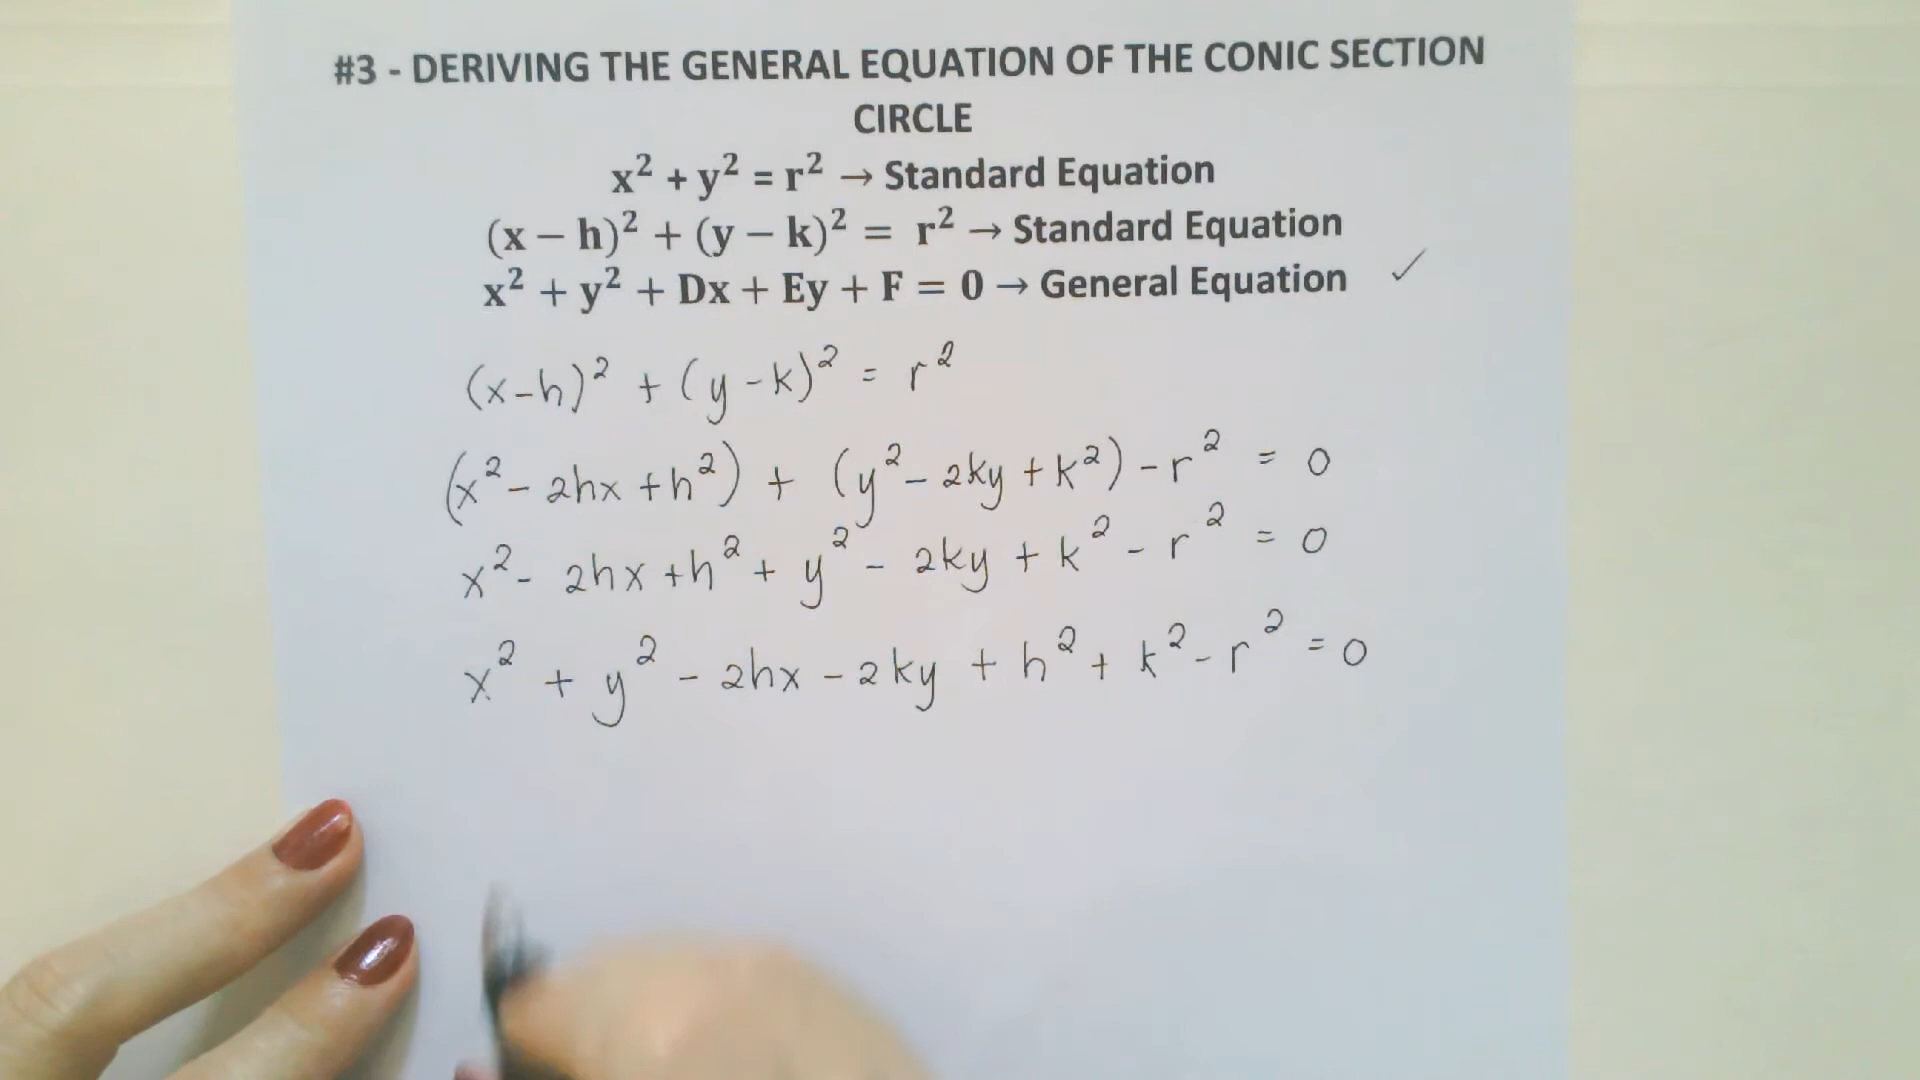 #3 - DERIVING THE GENERAL EQUATION OF THE CONIC SECTION
CIRCLE
x² + y² = r² → Standard Equation
(x − h)² + (y − k)² = r² → Standard Equation
x² + y² + Dx + Ey + F = 0 → General Equation ✓
(x-h)² + (y-k)² = r²
(x² - 2hx + h²) + (y² - 2ky + k²) - r² = 0
x² - 2hx + h² + y² - 2ky + k² - r² = 0
x² + y² - 2hx - 2ky + h² + k² - r² = 0